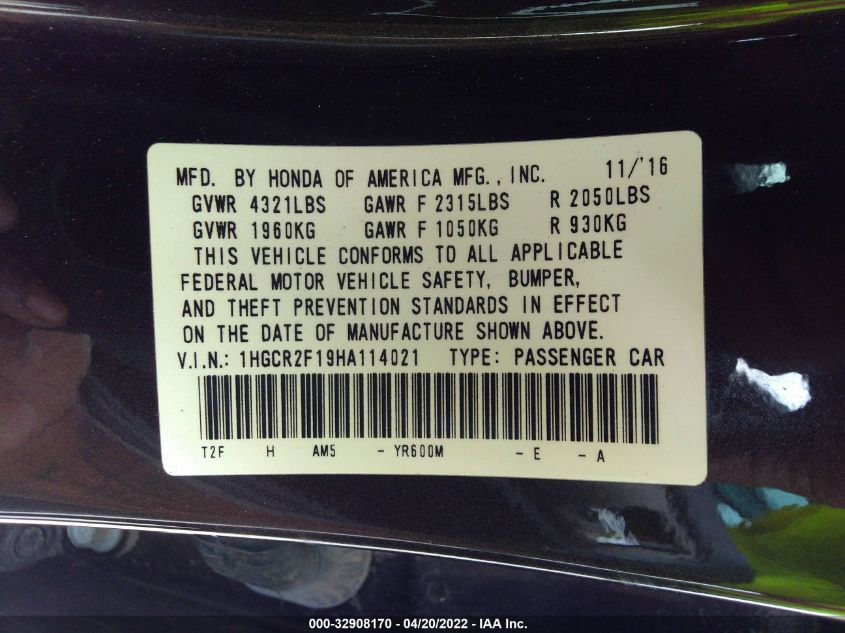 MFD. BY HONDA OF AMERICA MFG., INC. 11/'16
GVWR 4321LBS GAWR F 2315LBS R 2050LBS
GVWR 1960KG GAWR F 1050KG R 930KG
THIS VEHICLE CONFORMS TO ALL APPLICABLE
FEDERAL MOTOR VEHICLE SAFETY, BUMPER,
AND THEFT PREVENTION STANDARDS IN EFFECT
ON THE DATE OF MANUFACTURE SHOWN ABOVE.
V.I.N.: 1HGCR2F19HA114021 TYPE: PASSENGER CAR
T2F H AM5 - YR600M - E - A
000-32908170 - 04/20/2022 - IAA Inc.